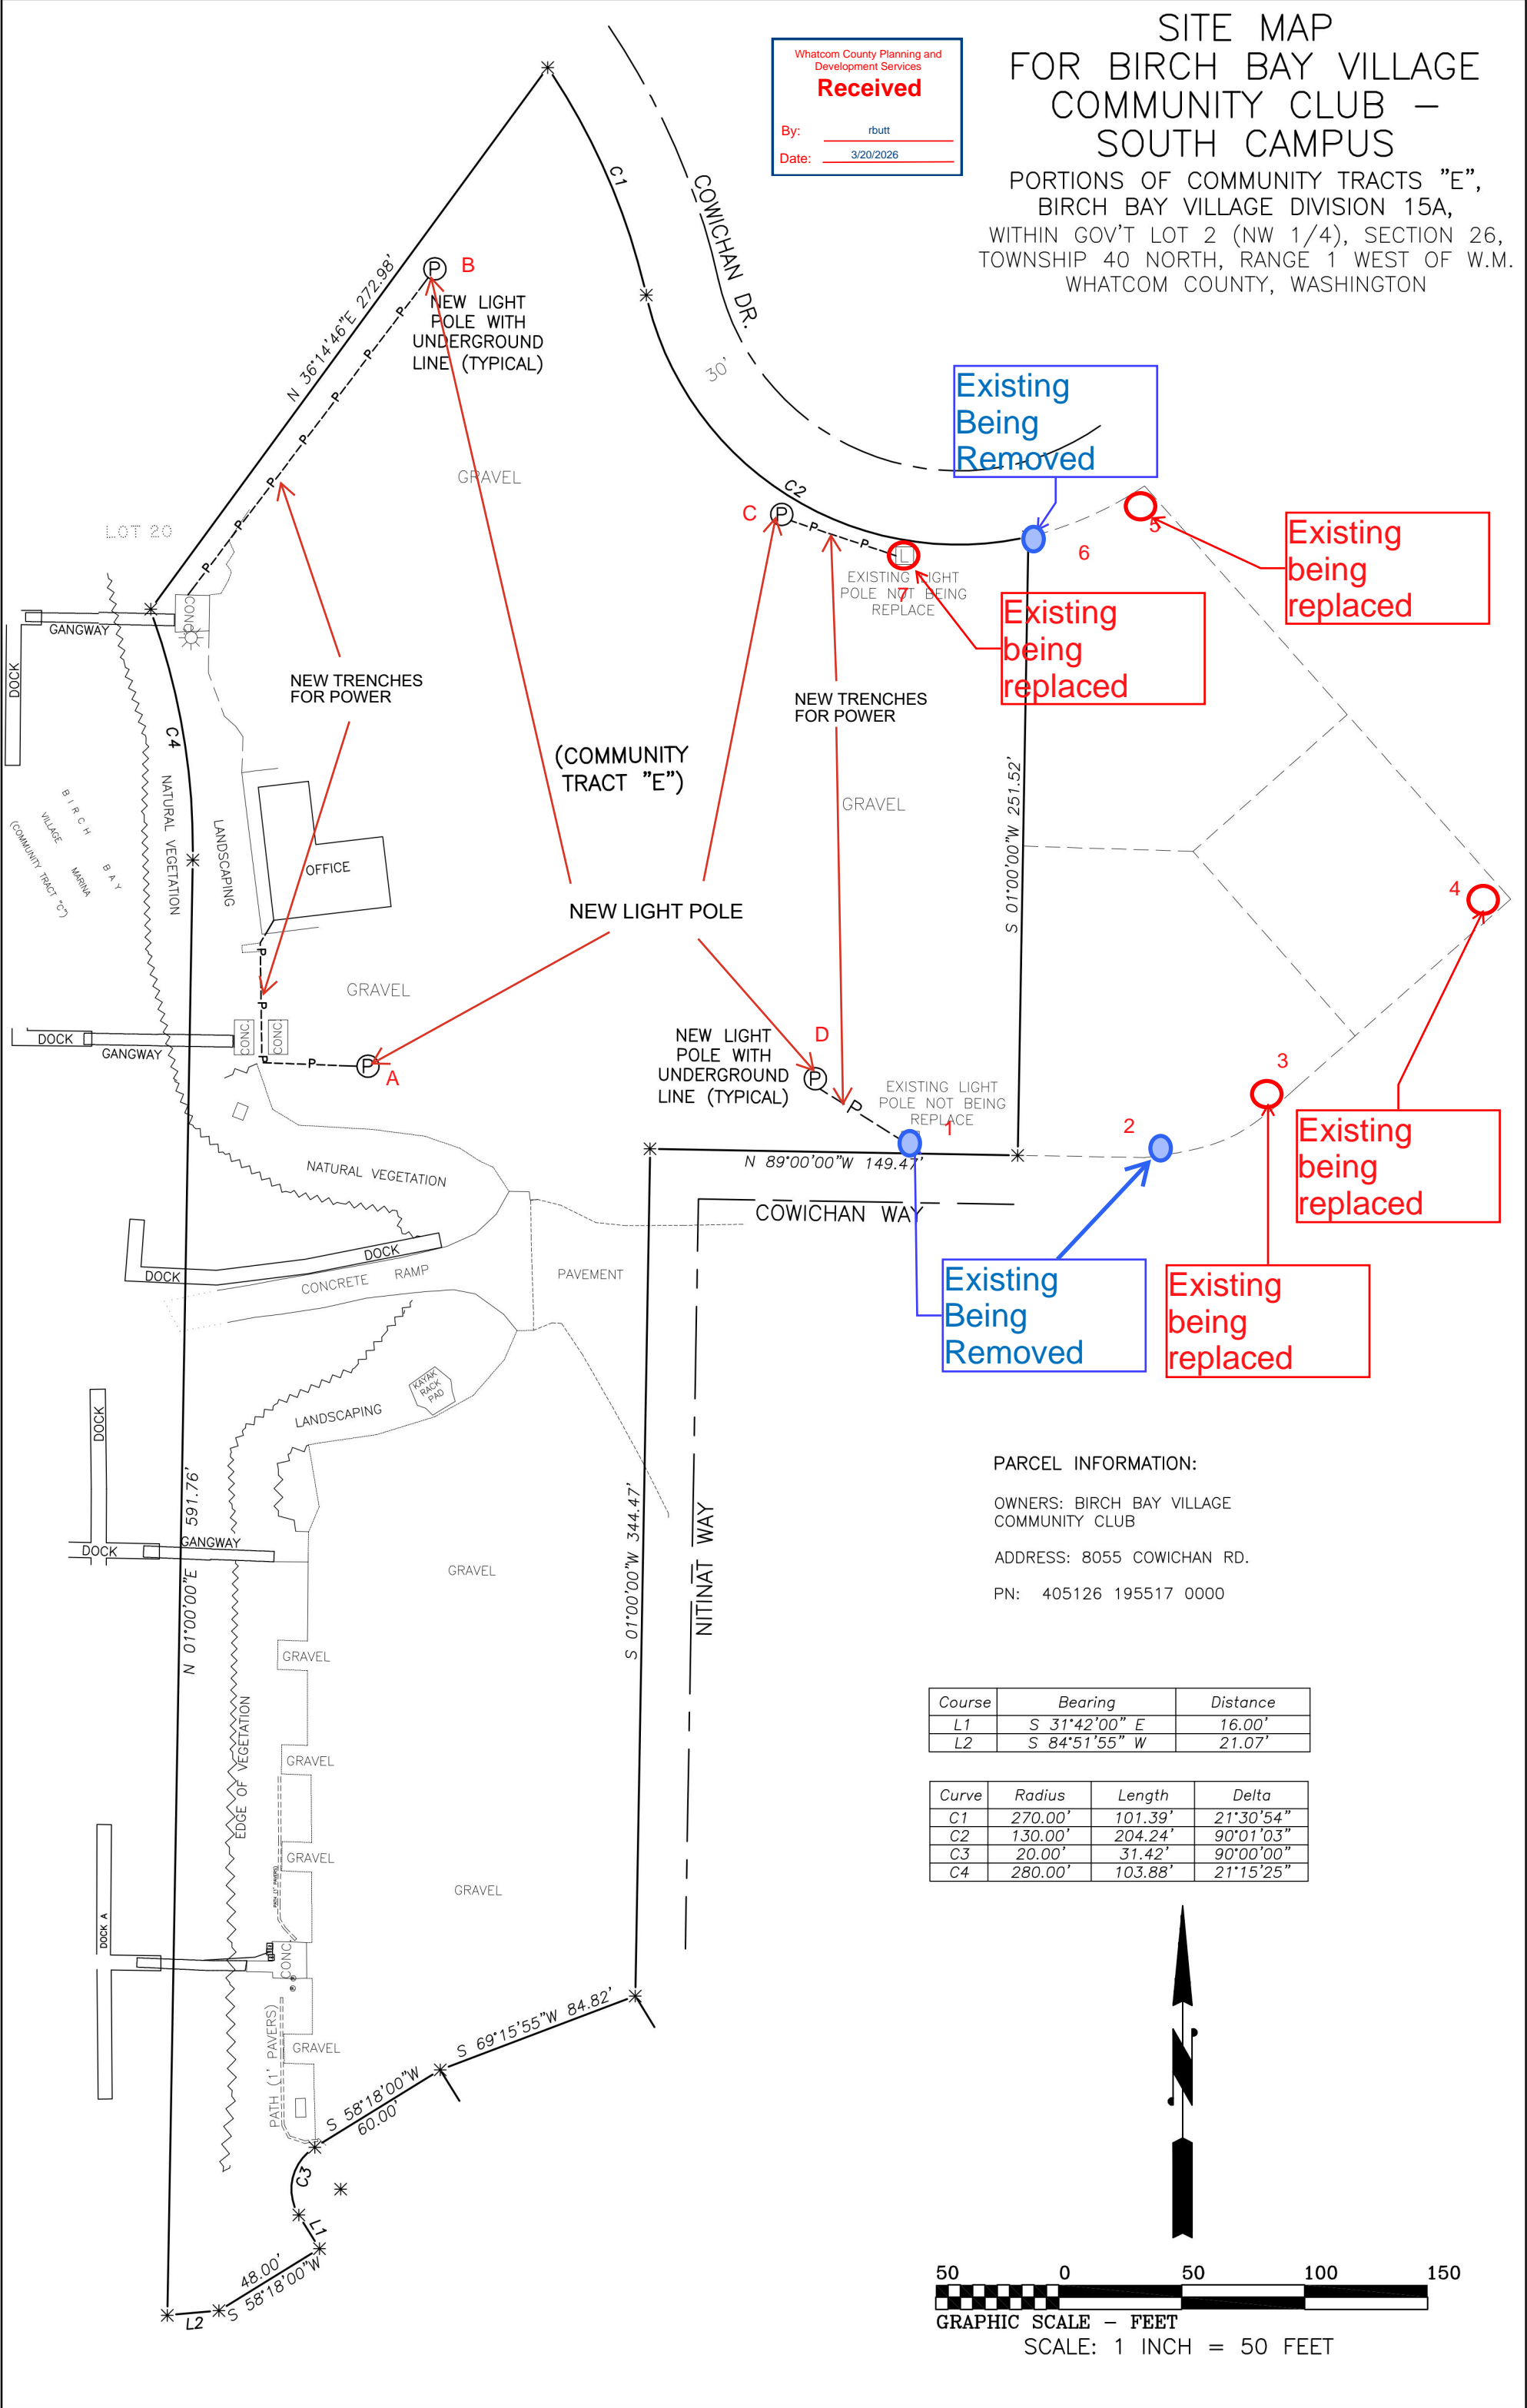 SITE MAP
FOR BIRCH BAY VILLAGE
COMMUNITY CLUB –
SOUTH CAMPUS
PORTIONS OF COMMUNITY TRACTS "E",
BIRCH BAY VILLAGE DIVISION 15A,
WITHIN GOV'T LOT 2 (NW 1/4), SECTION 26,
TOWNSHIP 40 NORTH, RANGE 1 WEST OF W.M.
WHATCOM COUNTY, WASHINGTON
Whatcom County Planning and
Development Services
Received
By: rbutt
Date: 3/20/2026
C1
COWICHAN DR.
N 36°14'46"E 272.98'
P
B
NEW LIGHT
POLE WITH
UNDERGROUND
LINE (TYPICAL)
P
P
P
P
P
P
30'
Existing
Being
Removed
GRAVEL
C2
C
P
P
P
L
5
6
Existing
being
replaced
LOT 20
EXISTING LIGHT
POLE NOT BEING
REPLACE
7
Existing
being
replaced
CONC.
GANGWAY
DOCK
NEW TRENCHES
FOR POWER
NEW TRENCHES
FOR POWER
C4
(COMMUNITY
TRACT "E")
S 01°00'00"W 251.52'
GRAVEL
BIRCH BAY
VILLAGE MARINA
(COMMUNITY TRACT "C")
NATURAL VEGETATION
LANDSCAPING
OFFICE
4
NEW LIGHT POLE
P
P
P
GRAVEL
CONC.
CONC.
DOCK
GANGWAY
P
P
A
NEW LIGHT
POLE WITH
UNDERGROUND
LINE (TYPICAL)
D
P
P
EXISTING LIGHT
POLE NOT BEING
REPLACE
1
2
3
Existing
being
replaced
N 89°00'00"W 149.47'
NATURAL VEGETATION
COWICHAN WAY
DOCK
DOCK
CONCRETE RAMP
PAVEMENT
Existing
Being
Removed
Existing
being
replaced
KAYAK
RACK
PAD
LANDSCAPING
DOCK
N 01°00'00"E 591.76'
S 01°00'00"W 344.47'
NITINAT WAY
PARCEL INFORMATION:
OWNERS: BIRCH BAY VILLAGE
COMMUNITY CLUB
ADDRESS: 8055 COWICHAN RD.
PN: 405126 195517 0000
DOCK
GANGWAY
GRAVEL
GRAVEL
EDGE OF VEGETATION
GRAVEL
GRAVEL
GRAVEL
Course Bearing Distance
L1 S 31°42'00" E 16.00'
L2 S 84°51'55" W 21.07'
Curve Radius Length Delta
C1 270.00' 101.39' 21°30'54"
C2 130.00' 204.24' 90°01'03"
C3 20.00' 31.42' 90°00'00"
C4 280.00' 103.88' 21°15'25"
DOCK A
CONC.
PATH (1' PAVERS)
GRAVEL
S 69°15'55"W 84.82'
S 58°18'00"W
60.00'
C3
L1
48.00'
S 58°18'00"W
L2
N
50 0 50 100 150
GRAPHIC SCALE – FEET
SCALE: 1 INCH = 50 FEET